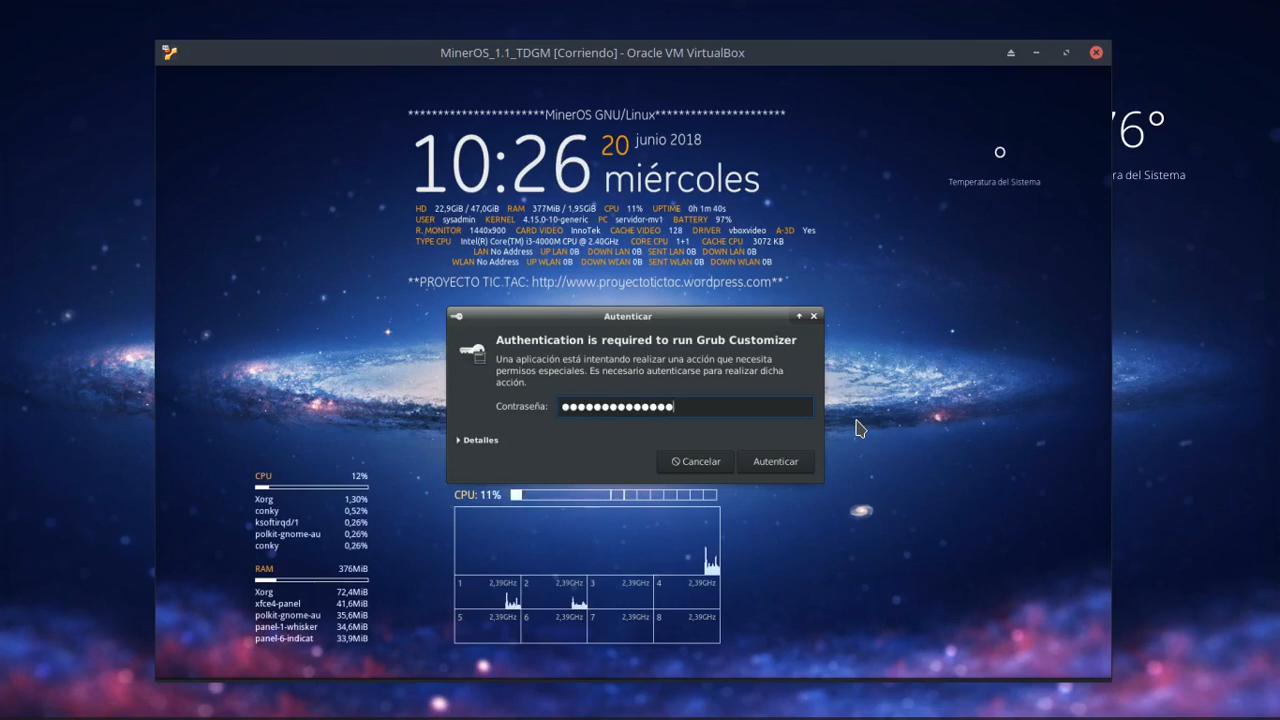 MinerOS_1.1_TDGM [Corriendo] - Oracle VM VirtualBox
**********************MinerOS GNU/Linux*********************
10:26 20 junio 2018
miércoles
HD 22,9GiB / 47,0GiB RAM 377MiB / 1,95GiB CPU 11% UPTIME 0h 1m 40s
USER sysadmin KERNEL 4.15.0-10-generic PC servidor-mv1 BATTERY 97%
R. MONITOR 1440x900 CARD VIDEO InnoTek CACHE VIDEO 128 DRIVER vboxvideo A-3D Yes
TYPE CPU Intel(R) Core(TM) i3-4000M CPU @ 2.40GHz CORE CPU 1+1 CACHE CPU 3072 KB
LAN No Address UP LAN 0B DOWN LAN 0B SENT LAN 0B DOWN LAN 0B
WLAN No Address UP WLAN 0B DOWN WLAN 0B SENT WLAN 0B DOWN WLAN 0B
**PROYECTO TIC TAC: http://www.proyectotictac.wordpress.com**
°
Temperatura del Sistema
76°
ra del Sistema
Autenticar
Authentication is required to run Grub Customizer
Una aplicación está intentando realizar una acción que necesita
permisos especiales. Es necesario autenticarse para realizar dicha
acción.
Contraseña: ●●●●●●●●●●●●●●
Detalles
Cancelar Autenticar
CPU 12%
Xorg 1,30%
conky 0,52%
ksoftirqd/1 0,26%
polkit-gnome-au 0,26%
conky 0,26%
RAM 376MiB
Xorg 72,4MiB
xfce4-panel 41,6MiB
polkit-gnome-au 35,6MiB
panel-1-whisker 34,6MiB
panel-6-indicat 33,9MiB
CPU: 11%
1 2,39GHz 2 2,39GHz 3 2,39GHz 4 2,39GHz
5 2,39GHz 6 2,39GHz 7 2,39GHz 8 2,39GHz